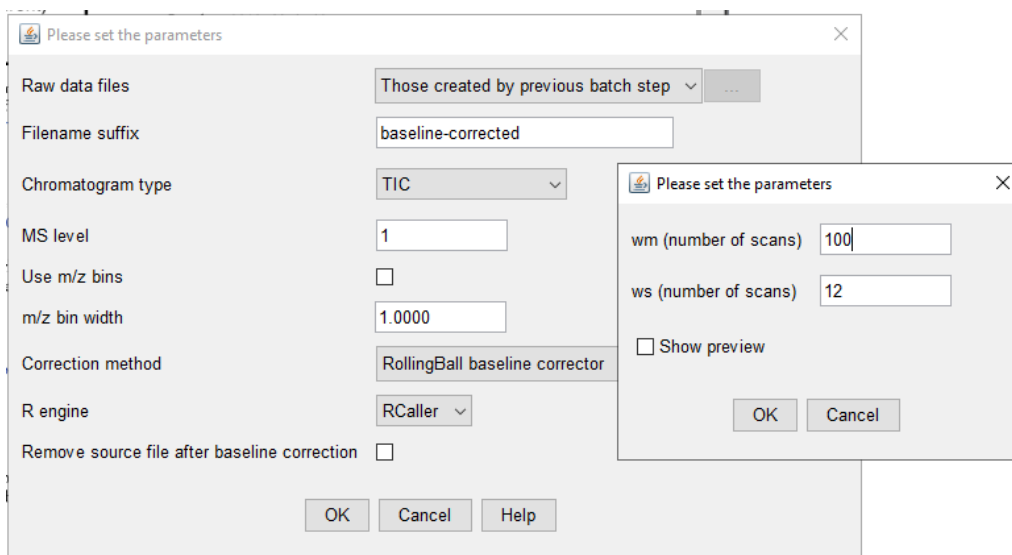 Please set the parameters
Raw data files Those created by previous batch step ...
Filename suffix baseline-corrected
Chromatogram type TIC
MS level 1
Use m/z bins
m/z bin width 1.0000
Correction method RollingBall baseline corrector
R engine RCaller
Remove source file after baseline correction
OK Cancel Help
Please set the parameters
wm (number of scans) 100
ws (number of scans) 12
Show preview
OK Cancel